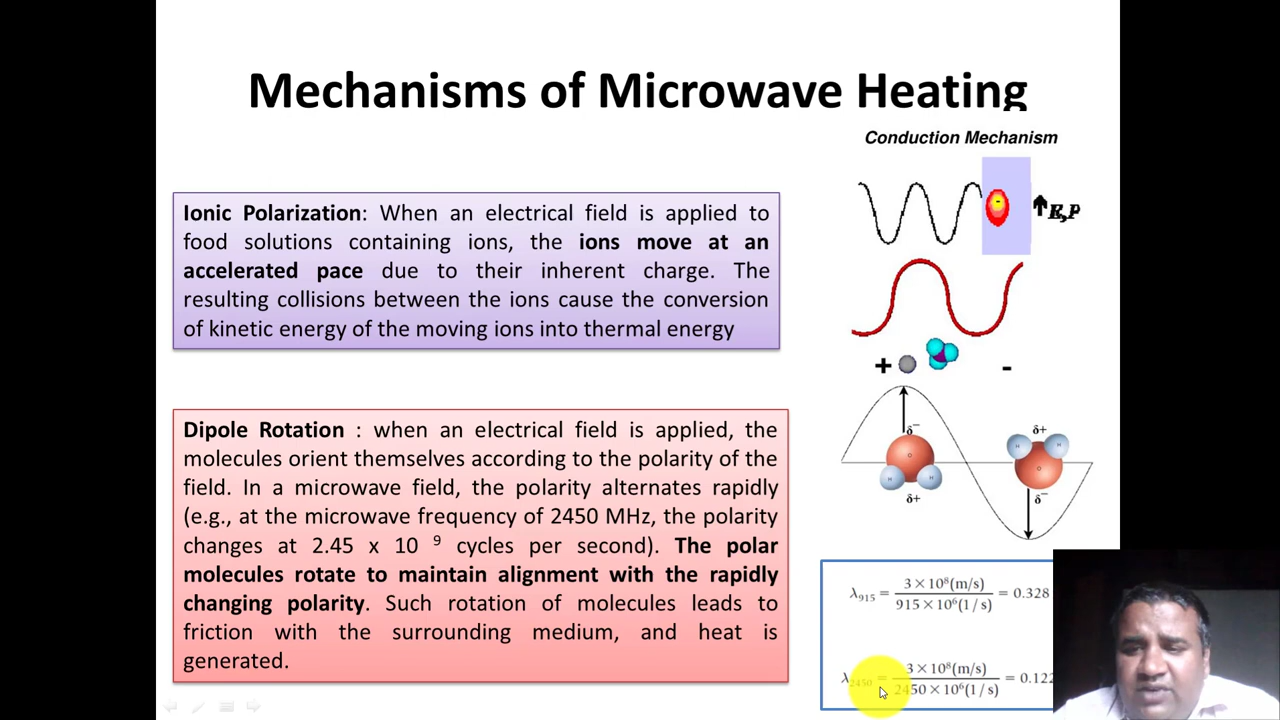 Mechanisms of Microwave Heating
Conduction Mechanism
Ionic Polarization: When an electrical field is applied to
food solutions containing ions, the ions move at an
accelerated pace due to their inherent charge. The
resulting collisions between the ions cause the conversion
of kinetic energy of the moving ions into thermal energy
-
E,P
+ -
Dipole Rotation : when an electrical field is applied, the
molecules orient themselves according to the polarity of the
field. In a microwave field, the polarity alternates rapidly
(e.g., at the microwave frequency of 2450 MHz, the polarity
changes at 2.45 x 10 ⁹ cycles per second). The polar
molecules rotate to maintain alignment with the rapidly
changing polarity. Such rotation of molecules leads to
friction with the surrounding medium, and heat is
generated.
δ⁻
O
H H
δ+
δ+
H H
O
δ⁻
λ₉₁₅ = 3 × 10⁸(m/s) / 915 × 10⁶(1/s) = 0.328
λ₂₄₅₀ = 3 × 10⁸(m/s) / 2450 × 10⁶(1/s) = 0.122